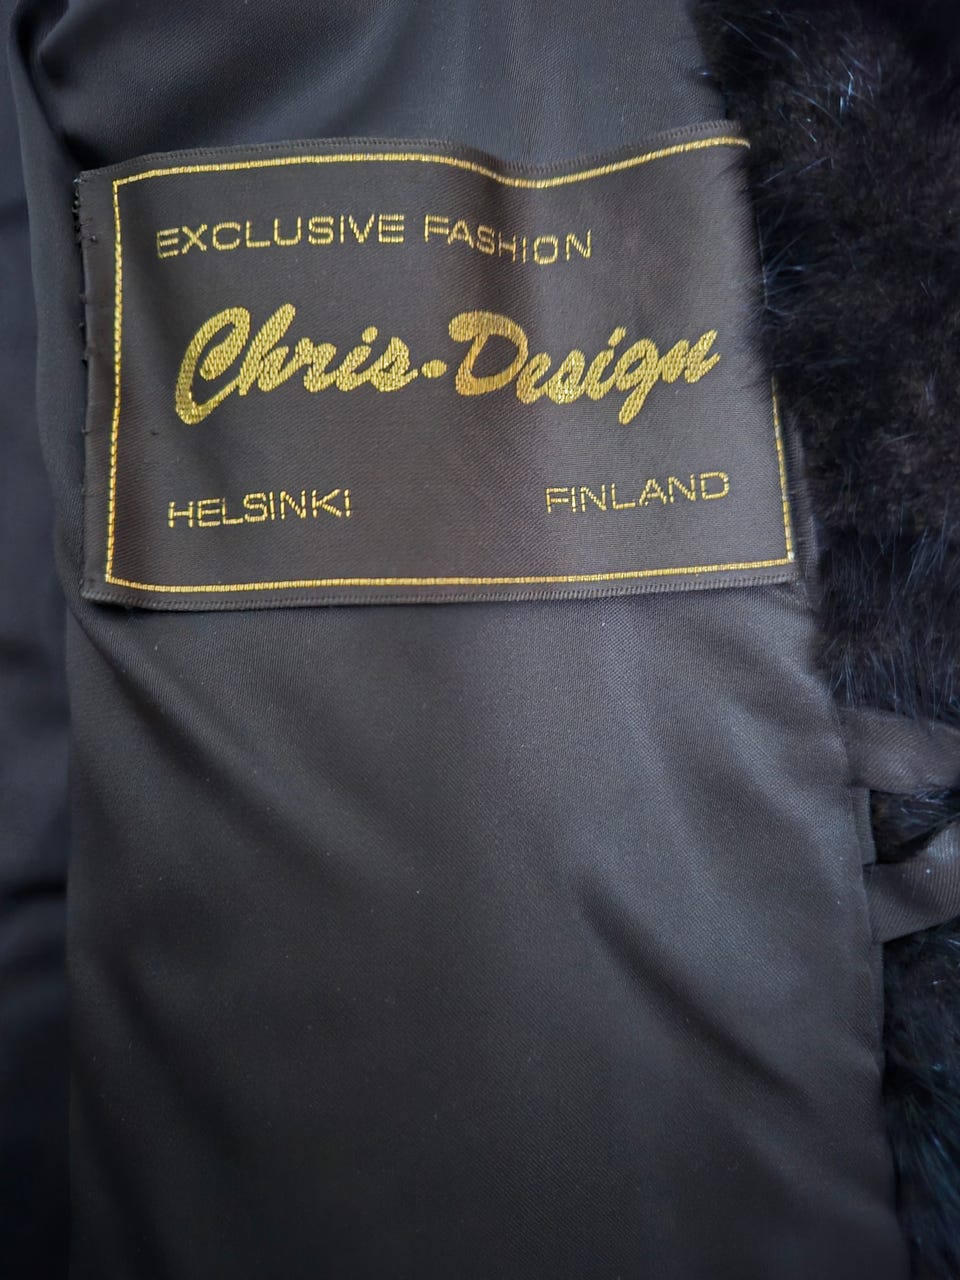 EXCLUSIVE FASHION
Chris-Design
HELSINKI FINLAND